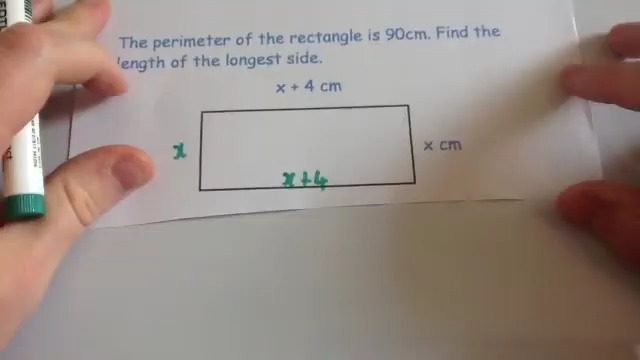 The perimeter of the rectangle is 90cm. Find the
length of the longest side.
x + 4 cm
x
x cm
x+4